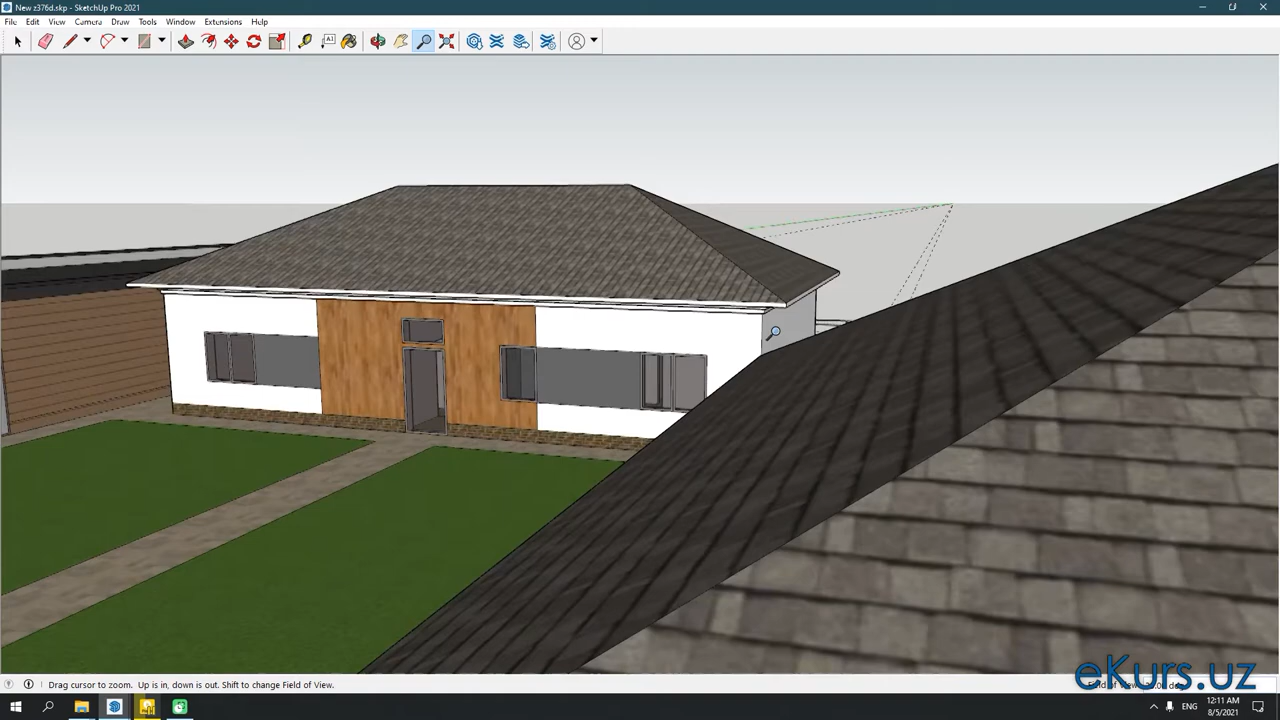 New z376d.skp - SketchUp Pro 2021
File Edit View Camera Draw Tools Window Extensions Help
Drag cursor to zoom. Up is in, down is out. Shift to change Field of View.
eKurs.uz
ENG
12:11 AM
8/5/2021